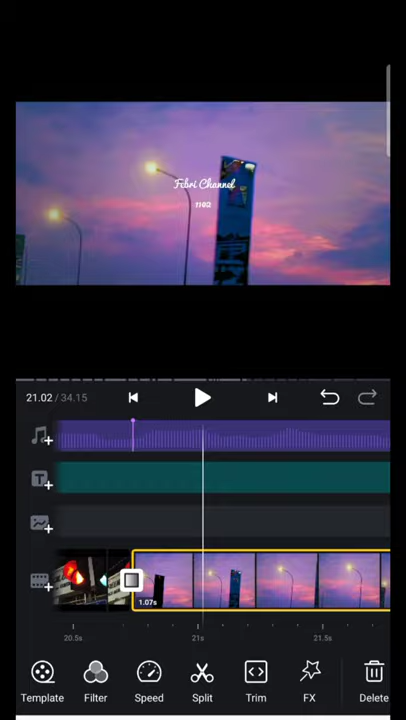 Febri Channel
1102
21.02 / 34.15
T
1.07s
20.5s
21s
21.5s
Template
Filter
Speed
Split
Trim
FX
Delete